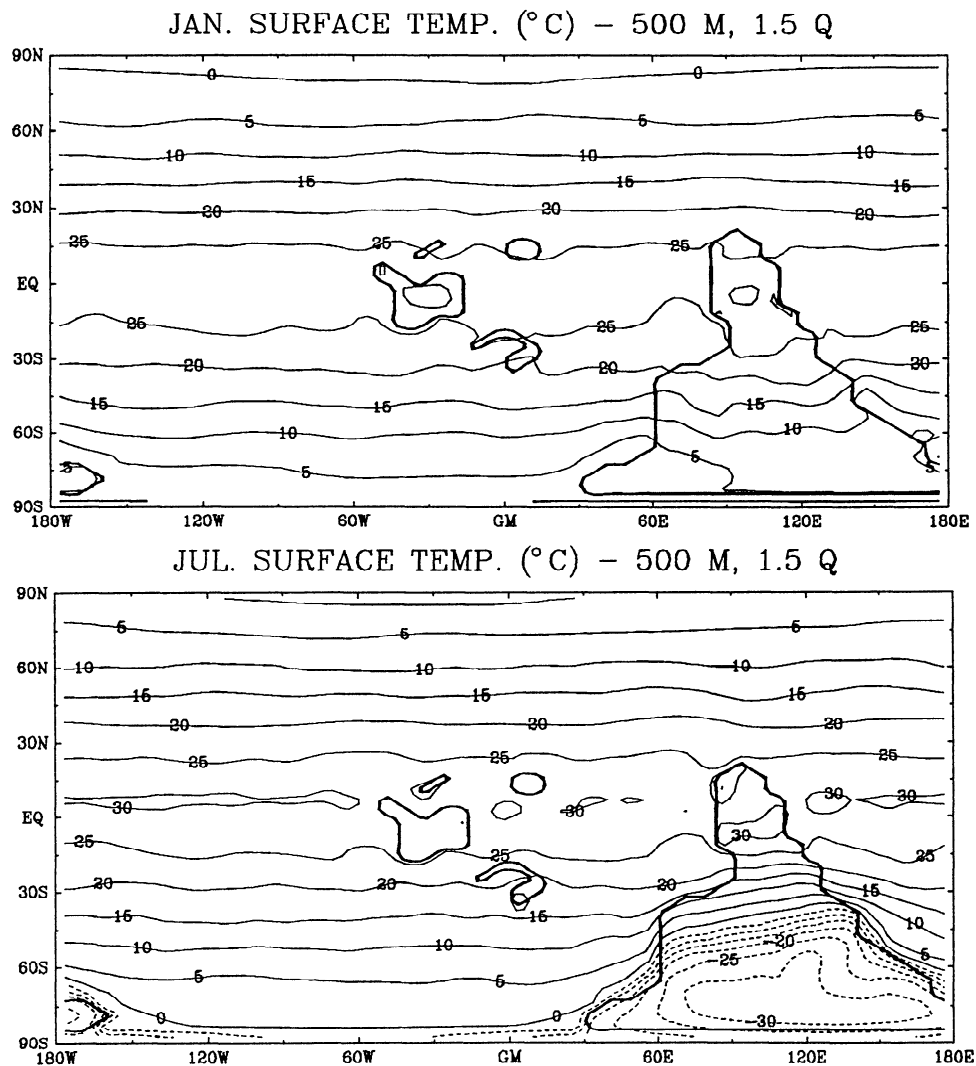 JAN. SURFACE TEMP. (°C) – 500 M, 1.5 Q
90N
0 0
60N 5 5 5
10 10 10
15 15 15
30N 20 20 20
25 25 25
EQ
25 25 25
30S 20 20 30
15 15 15
60S 10 10
5 5 5 5
90S
180W 120W 60W GM 60E 120E 180E
JUL. SURFACE TEMP. (°C) – 500 M, 1.5 Q
90N
5 5 5
60N 10 10 10
15 15 15
20 20 20
30N
25 25 25
30 30 30 30
EQ
30
25 25 25
30S 20 20 20 15
15 15 10
10 10 -20 5
60S 5 5 -25
0 0 -30
90S
180W 120W 60W GM 60E 120E 180E